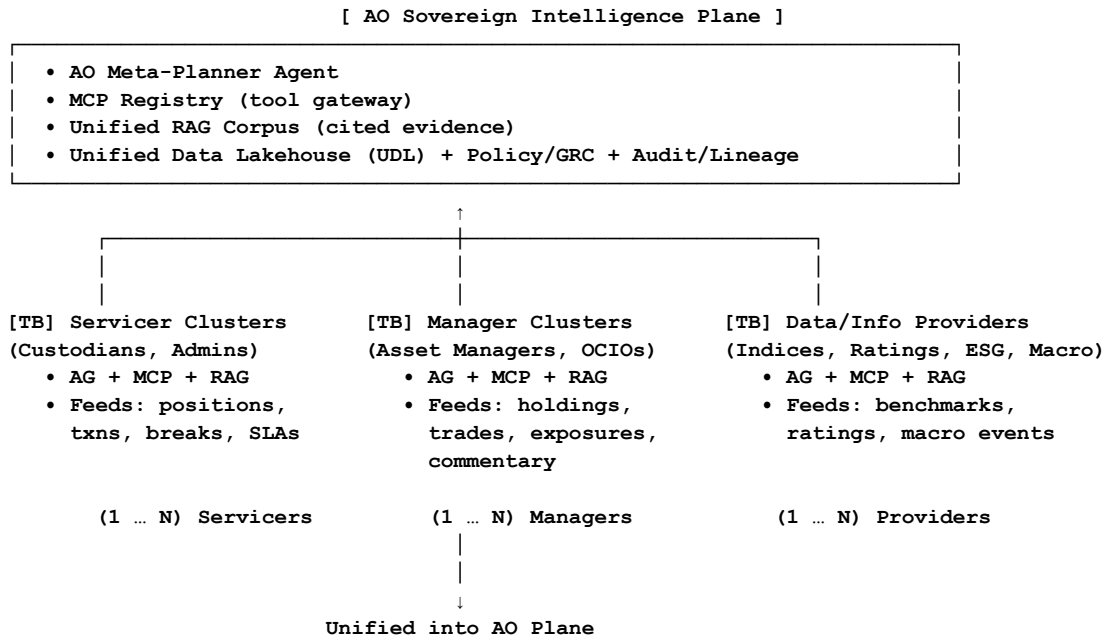 [ AO Sovereign Intelligence Plane ]
• AO Meta-Planner Agent
• MCP Registry (tool gateway)
• Unified RAG Corpus (cited evidence)
• Unified Data Lakehouse (UDL) + Policy/GRC + Audit/Lineage
[TB] Servicer Clusters [TB] Manager Clusters [TB] Data/Info Providers
(Custodians, Admins) (Asset Managers, OCIOs) (Indices, Ratings, ESG, Macro)
• AG + MCP + RAG • AG + MCP + RAG • AG + MCP + RAG
• Feeds: positions, • Feeds: holdings, • Feeds: benchmarks,
txns, breaks, SLAs trades, exposures, ratings, macro events
commentary
(1 … N) Servicers (1 … N) Managers (1 … N) Providers
Unified into AO Plane